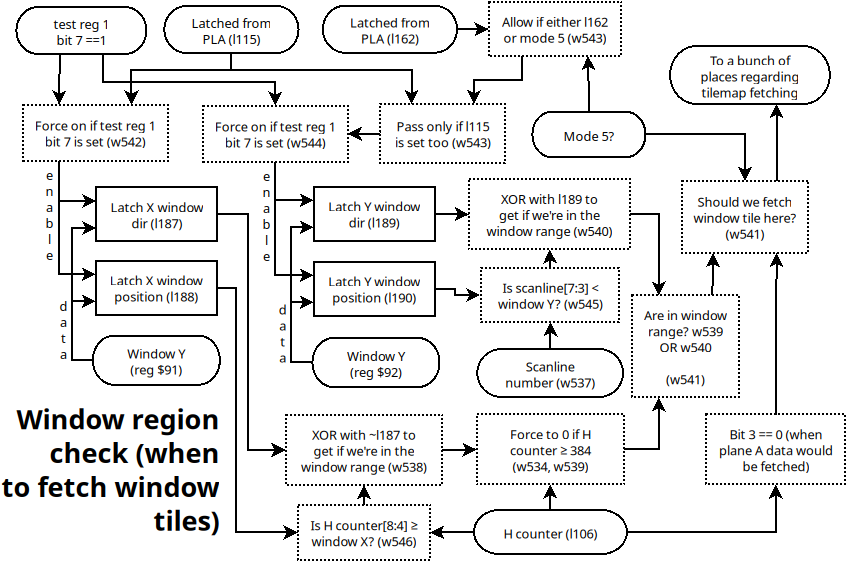 test reg 1
bit 7 ==1
Latched from
PLA (l115)
Latched from
PLA (l162)
Allow if either l162
or mode 5 (w543)
To a bunch of
places regarding
tilemap fetching
Force on if test reg 1
bit 7 is set (w542)
Force on if test reg 1
bit 7 is set (w544)
Pass only if l115
is set too (w543)
Mode 5?
enable
Latch X window
dir (l187)
enable
Latch Y window
dir (l189)
XOR with l189 to
get if we're in the
window range (w540)
Should we fetch
window tile here?
(w541)
Latch X window
position (l188)
Latch Y window
position (l190)
Is scanline[7:3] <
window Y? (w545)
Are in window
range? w539
OR w540
(w541)
data
Window Y
(reg $91)
data
Window Y
(reg $92)
Scanline
number (w537)
Window region
check (when
to fetch window
tiles)
XOR with ~l187 to
get if we're in the
window range (w538)
Force to 0 if H
counter ≥ 384
(w534, w539)
Bit 3 == 0 (when
plane A data would
be fetched)
Is H counter[8:4] ≥
window X? (w546)
H counter (l106)